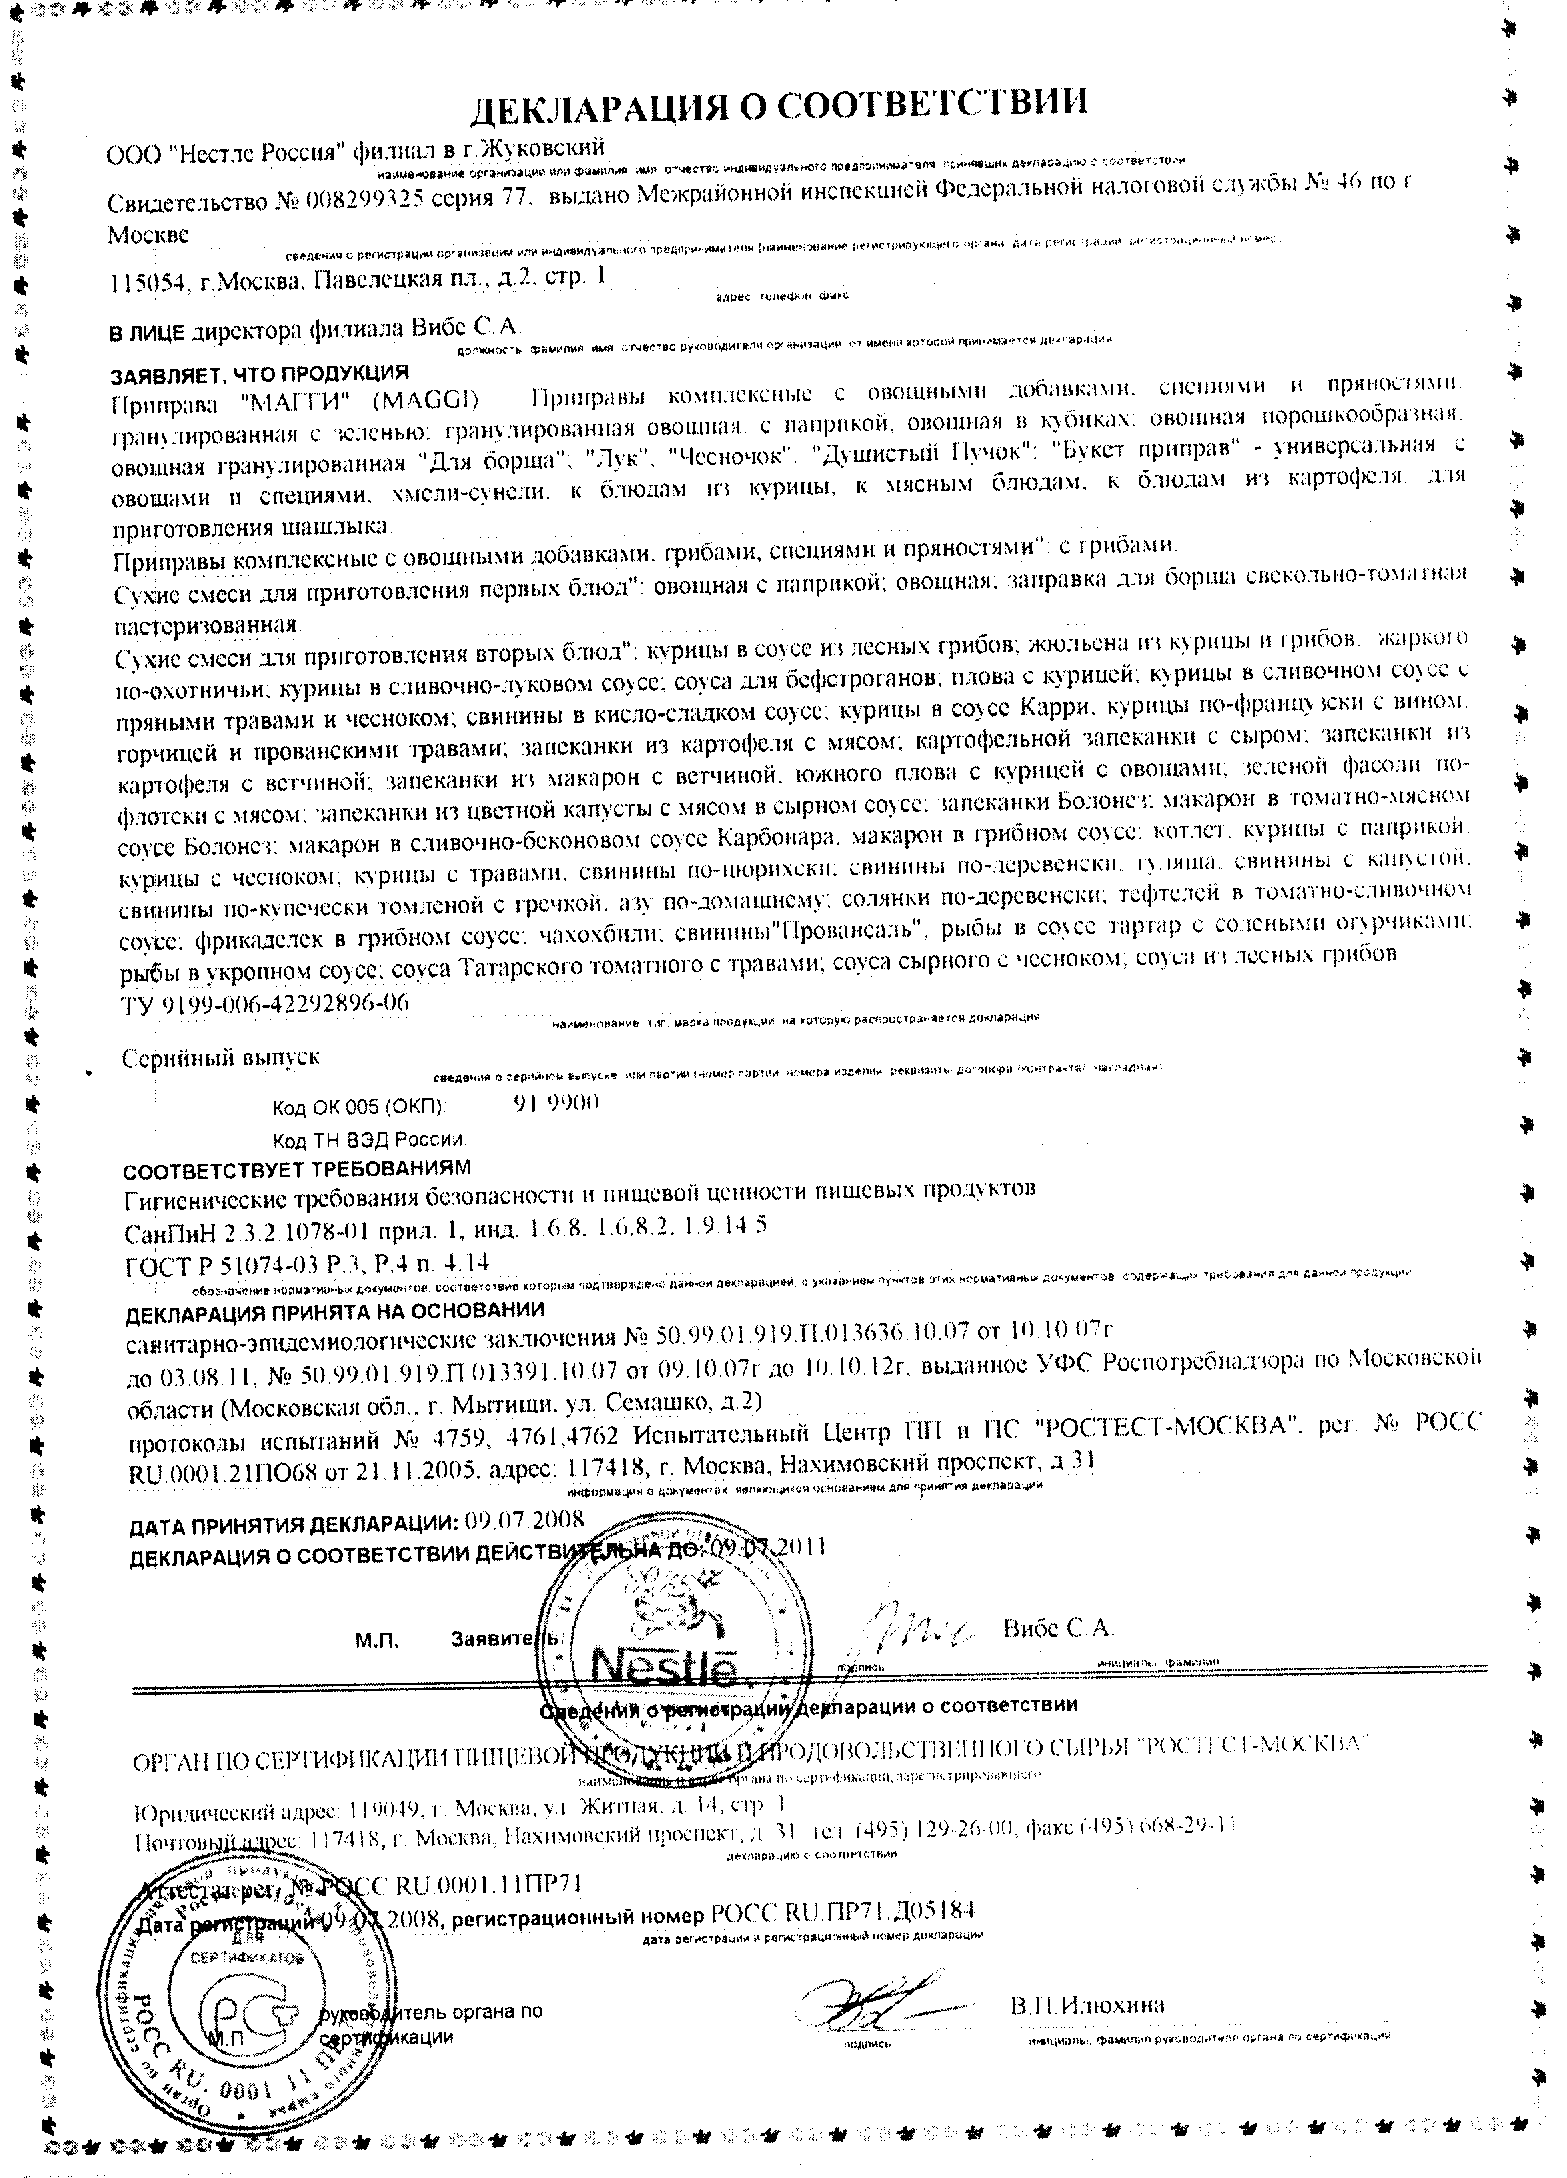 ДЕКЛАРАЦИЯ О СООТВЕТСТВИИ
ООО "Нестле Россия" филиал в г.Жуковский
наименование организации или фамилия, имя, отчество индивидуального предпринимателя, принявших декларацию о соответствии
Свидетельство № 008299325 серия 77, выдано Межрайонной инспекцией Федеральной налоговой службы № 46 по г.
Москве
сведения о регистрации организации или индивидуального предпринимателя (наименование регистрирующего органа, дата регистрации, регистрационный номер)
115054, г.Москва, Павелецкая пл., д.2, стр. 1
адрес, телефон, факс
В ЛИЦЕ директора филиала Вибе С.А.
должность, фамилия, имя, отчество руководителя организации, от имени которой принимается декларация
ЗАЯВЛЯЕТ, ЧТО ПРОДУКЦИЯ
Приправа "МАГГИ" (MAGGI) Приправы комплексные с овощными добавками, специями и пряностями:
гранулированная с зеленью; гранулированная овощная, с паприкой, овощная в кубиках; овощная порошкообразная,
овощная гранулированная "Для борща"; "Лук", "Чесночок", "Душистый Пучок"; "Букет приправ" - универсальная с
овощами и специями, хмели-сунели, к блюдам из курицы, к мясным блюдам, к блюдам из картофеля, для
приготовления шашлыка.
Приправы комплексные с овощными добавками, грибами, специями и пряностями": с грибами.
Сухие смеси для приготовления первых блюд": овощная с паприкой; овощная; заправка для борща свекольно-томатная
пастеризованная.
Сухие смеси для приготовления вторых блюд": курицы в соусе из лесных грибов; жюльена из курицы и грибов; жаркого
по-охотничьи; курицы в сливочно-луковом соусе; соуса для бефстроганов; плова с курицей; курицы в сливочном соусе с
пряными травами и чесноком; свинины в кисло-сладком соусе; курицы в соусе Карри, курицы по-французски с вином,
горчицей и прованскими травами; запеканки из картофеля с мясом; картофельной запеканки с сыром; запеканки из
картофеля с ветчиной; запеканки из макарон с ветчиной, южного плова с курицей с овощами; зеленой фасоли по-
флотски с мясом; запеканки из цветной капусты с мясом в сырном соусе; запеканки Болонез; макарон в томатно-мясном
соусе Болонез; макарон в сливочно-беконовом соусе Карбонара, макарон в грибном соусе; котлет, курицы с паприкой,
курицы с чесноком; курицы с травами, свинины по-цюрихски; свинины по-деревенски, гуляша, свинины с капустой,
свинины по-купечески томленой с гречкой, азу по-домашнему; солянки по-деревенски; тефтелей в томатно-сливочном
соусе; фрикаделек в грибном соусе; чахохбили; свинины"Провансаль", рыбы в соусе тартар с солеными огурчиками;
рыбы в укропном соусе; соуса Татарского томатного с травами; соуса сырного с чесноком; соуса из лесных грибов
ТУ 9199-006-42292896-06
наименование, тип, марка продукции, на которую распространяется декларация
Серийный выпуск
сведения о серийном выпуске или партии (номер партии, номера изделий, реквизиты договора (контракта), накладная)
Код ОК 005 (ОКП): 91 9900
Код ТН ВЭД России:
СООТВЕТСТВУЕТ ТРЕБОВАНИЯМ
Гигиенические требования безопасности и пищевой ценности пищевых продуктов
СанПиН 2.3.2.1078-01 прил. 1, инд. 1.6.8, 1.6.8.2, 1.9.14.5
ГОСТ Р 51074-03 Р.3, Р.4 п. 4.14
обозначение нормативных документов, соответствие которым подтверждено данной декларацией, с указанием пунктов этих нормативных документов, содержащих требования для данной продукции
ДЕКЛАРАЦИЯ ПРИНЯТА НА ОСНОВАНИИ
санитарно-эпидемиологические заключения № 50.99.01.919.П.013636.10.07 от 10.10.07г
до 03.08.11, № 50.99.01.919.П.013391.10.07 от 09.10.07г до 10.10.12г, выданное УФС Роспотребнадзора по Московской
области (Московская обл., г. Мытищи, ул. Семашко, д.2)
протоколы испытаний № 4759, 4761,4762 Испытательный Центр ПП и ПС "РОСТЕСТ-МОСКВА", рег. № РОСС
RU.0001.21ПО68 от 21.11.2005, адрес: 117418, г. Москва, Нахимовский проспект, д.31
информация о документах, являющихся основанием для принятия декларации
ДАТА ПРИНЯТИЯ ДЕКЛАРАЦИИ: 09.07.2008
ДЕКЛАРАЦИЯ О СООТВЕТСТВИИ ДЕЙСТВИТЕЛЬНА ДО: 09.07.2011
М.П. Заявитель: Вибе С.А.
Nestlé
подпись инициалы, фамилия
Сведения о регистрации декларации о соответствии
ОРГАН ПО СЕРТИФИКАЦИИ ПИЩЕВОЙ ПРОДУКЦИИ И ПРОДОВОЛЬСТВЕННОГО СЫРЬЯ "РОСТЕСТ-МОСКВА"
наименование и адрес органа по сертификации, зарегистрировавшего
Юридический адрес: 119049, г. Москва, ул. Житная, д. 14, стр. 1
Почтовый адрес: 117418, г. Москва, Нахимовский проспект, д. 31 тел. (495) 129-26-00, факс (495) 668-29-11
декларацию о соответствии
Аттестат рег. № РОСС RU.0001.11ПР71
Дата регистрации 09.07.2008, регистрационный номер РОСС RU.ПР71.Д05184
дата регистрации и регистрационный номер декларации
ДЛЯ
СЕРТИФИКАТОВ
РОСС RU. 0001 11 ПР
М.П. руководитель органа по
сертификации
В.П.Илюхина
подпись инициалы, фамилия руководителя органа по сертификации